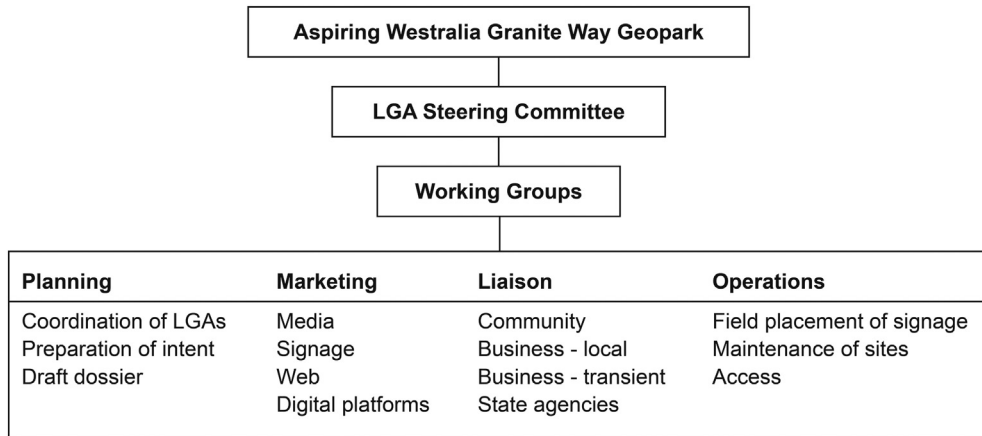 Aspiring Westralia Granite Way Geopark
LGA Steering Committee
Working Groups
Planning Marketing Liaison Operations
Coordination of LGAs Media Community Field placement of signage
Preparation of intent Signage Business - local Maintenance of sites
Draft dossier Web Business - transient Access
Digital platforms State agencies